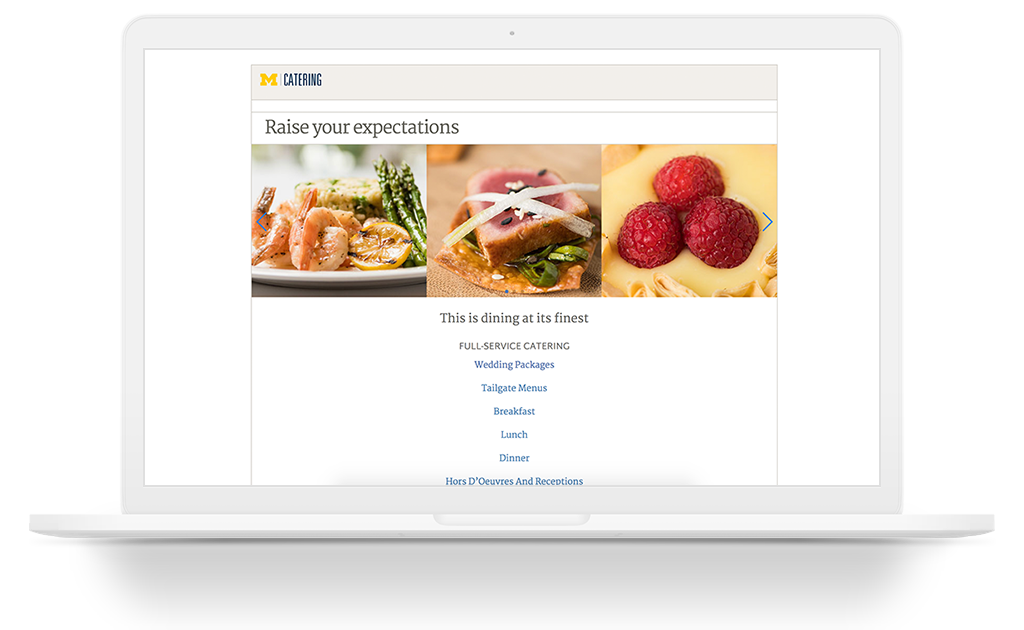 M | CATERING
Raise your expectations
This is dining at its finest
FULL-SERVICE CATERING
Wedding Packages
Tailgate Menus
Breakfast
Lunch
Dinner
Hors D'Oeuvres And Receptions